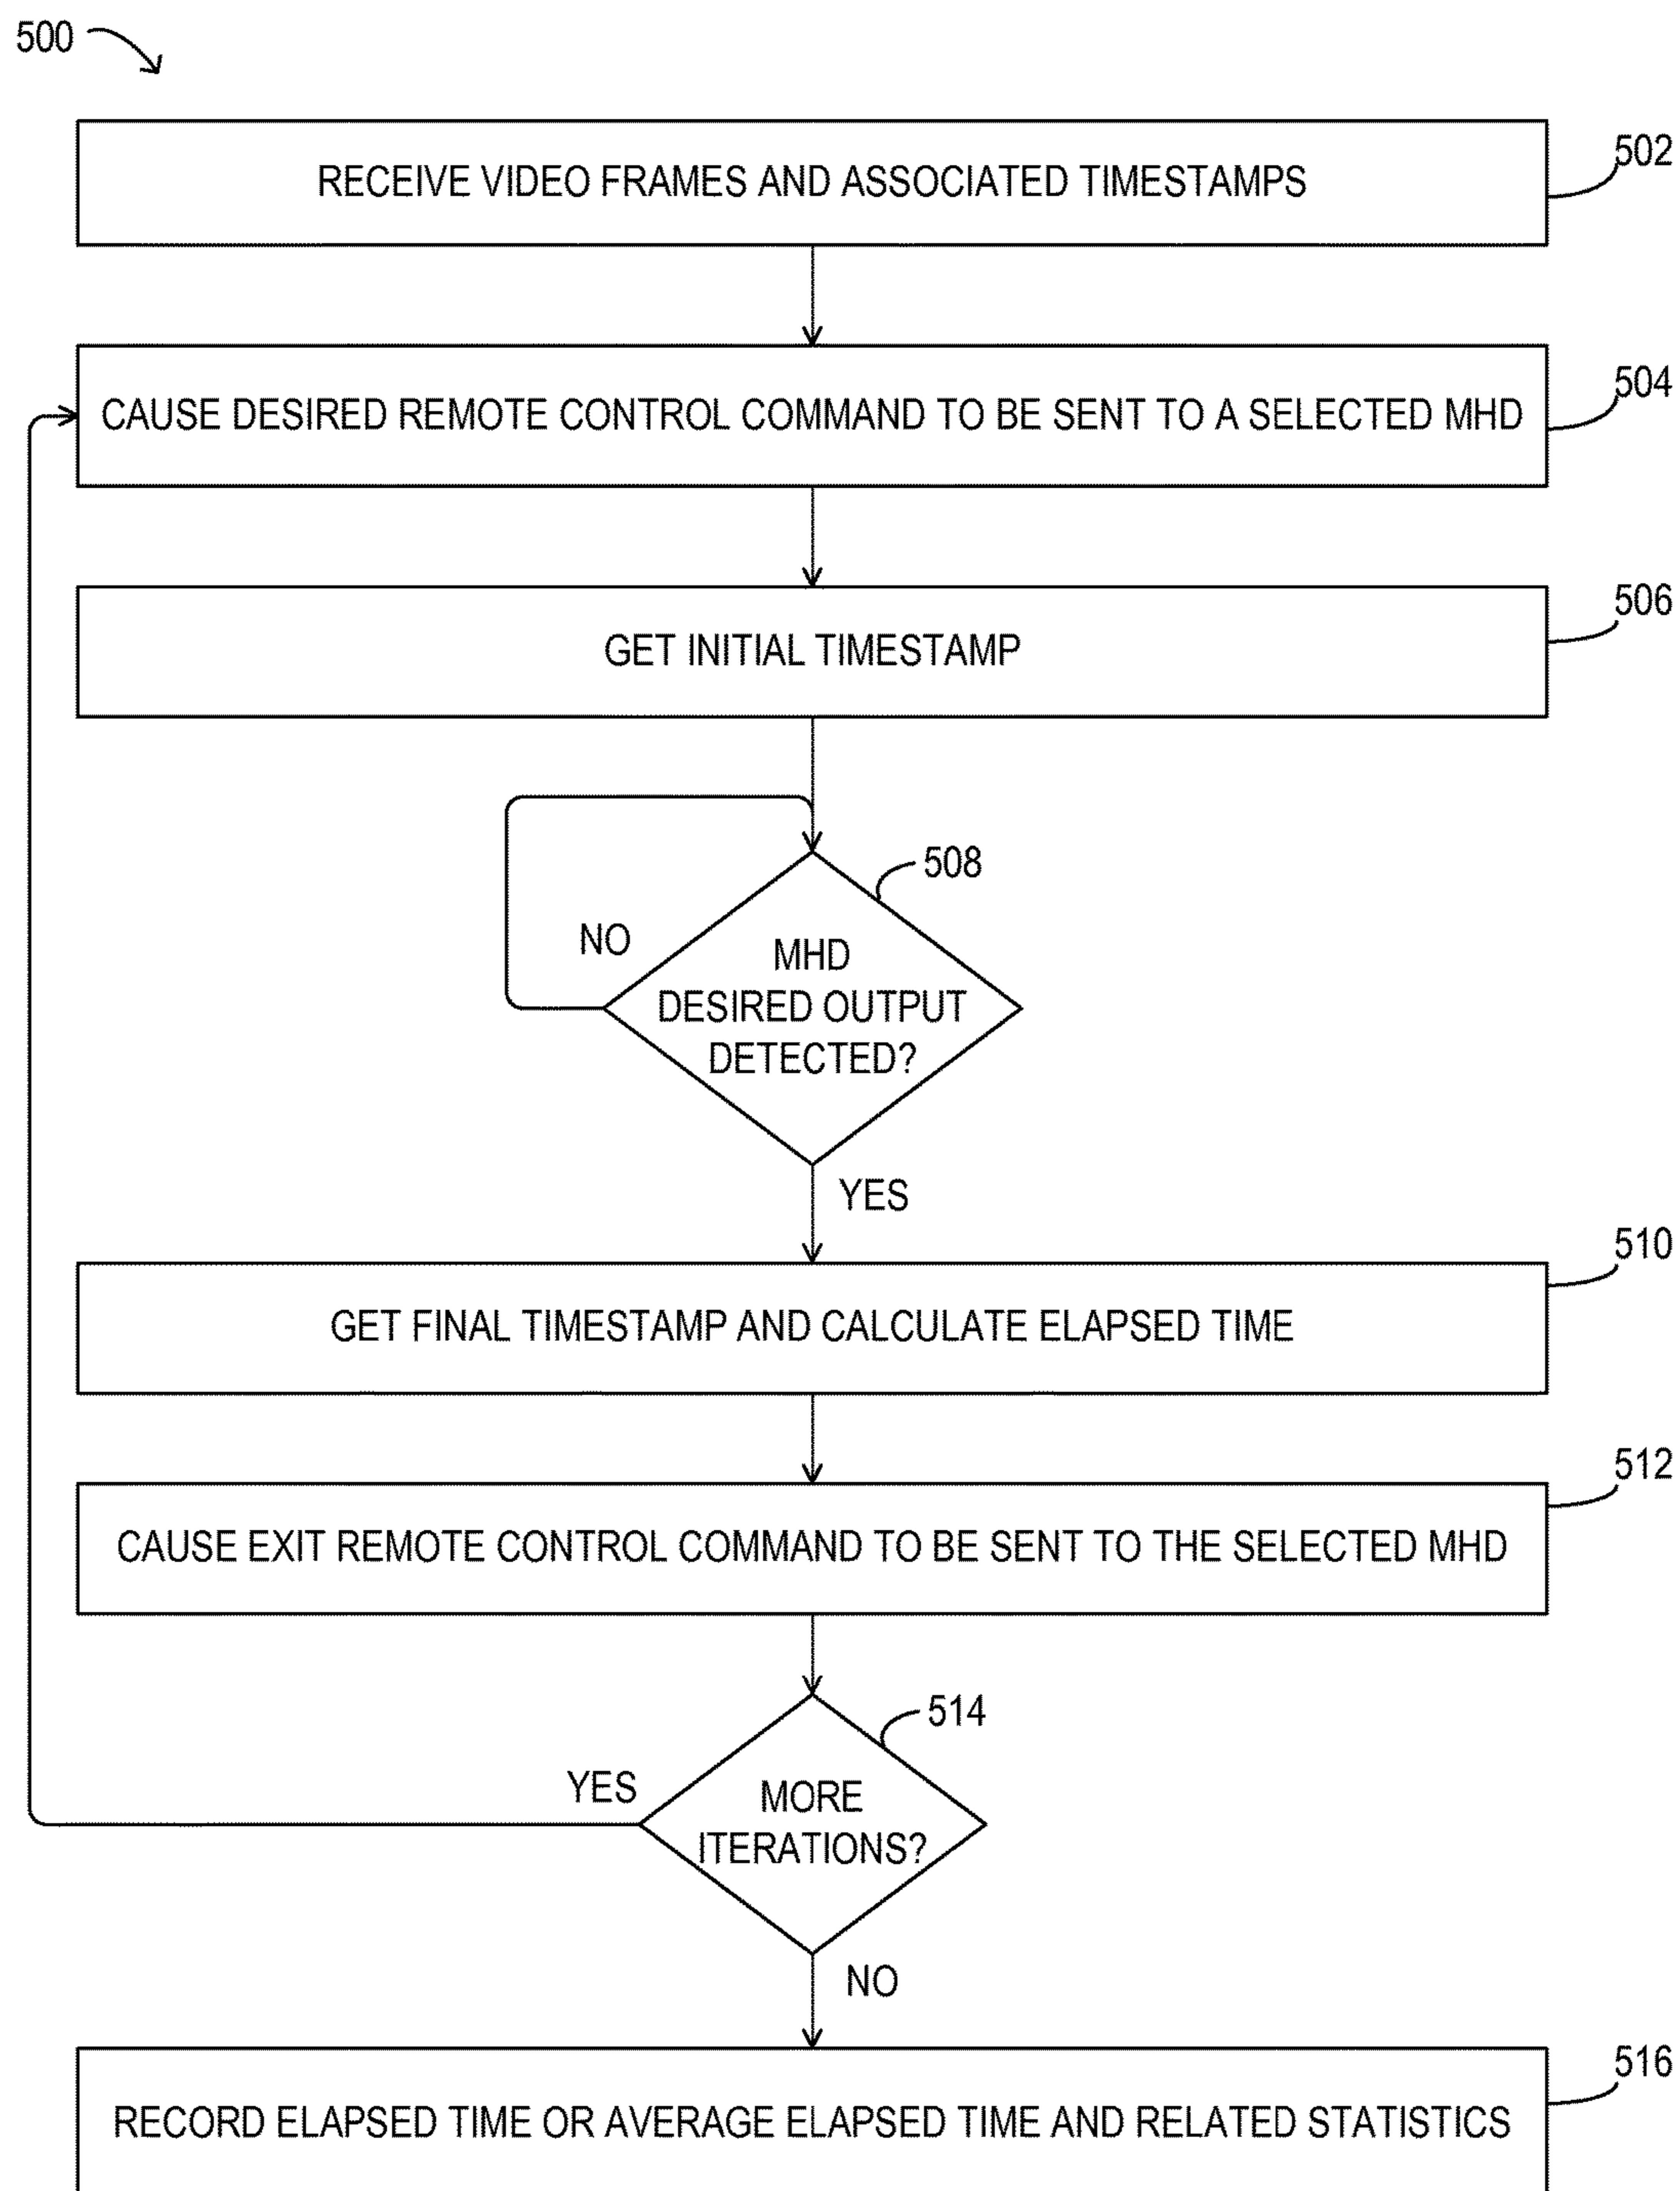 500
RECEIVE VIDEO FRAMES AND ASSOCIATED TIMESTAMPS
502
CAUSE DESIRED REMOTE CONTROL COMMAND TO BE SENT TO A SELECTED MHD
504
GET INITIAL TIMESTAMP
506
508
NO
MHD
DESIRED OUTPUT
DETECTED?
YES
GET FINAL TIMESTAMP AND CALCULATE ELAPSED TIME
510
CAUSE EXIT REMOTE CONTROL COMMAND TO BE SENT TO THE SELECTED MHD
512
514
YES
MORE
ITERATIONS?
NO
RECORD ELAPSED TIME OR AVERAGE ELAPSED TIME AND RELATED STATISTICS
516